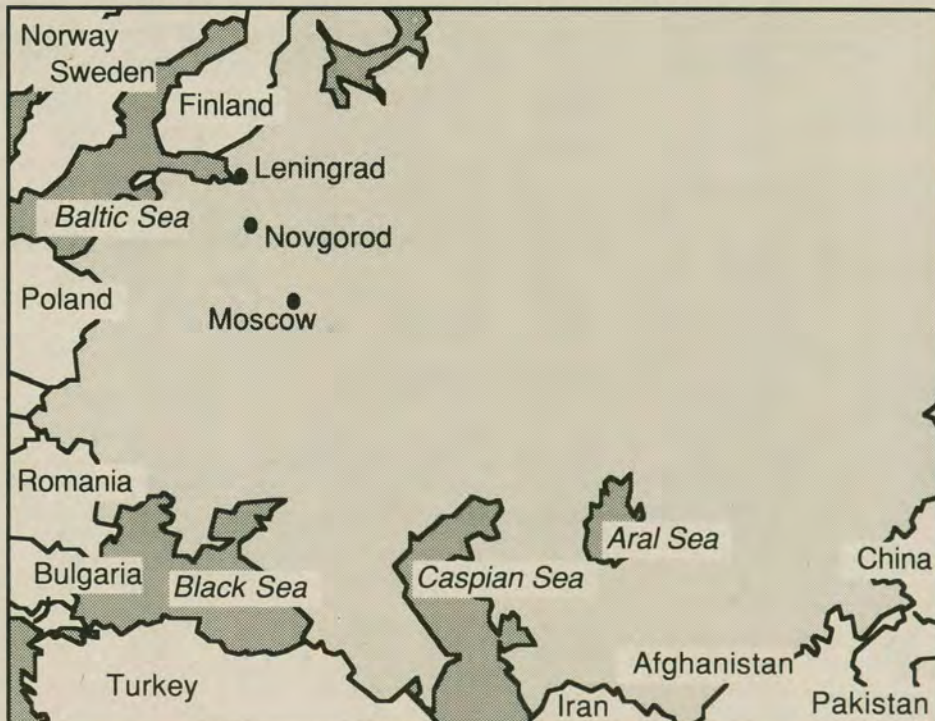 Norway
Sweden
Finland
Leningrad
Baltic Sea
Novgorod
Poland
Moscow
Romania
Aral Sea
China
Bulgaria
Black Sea
Caspian Sea
Afghanistan
Turkey
Iran
Pakistan